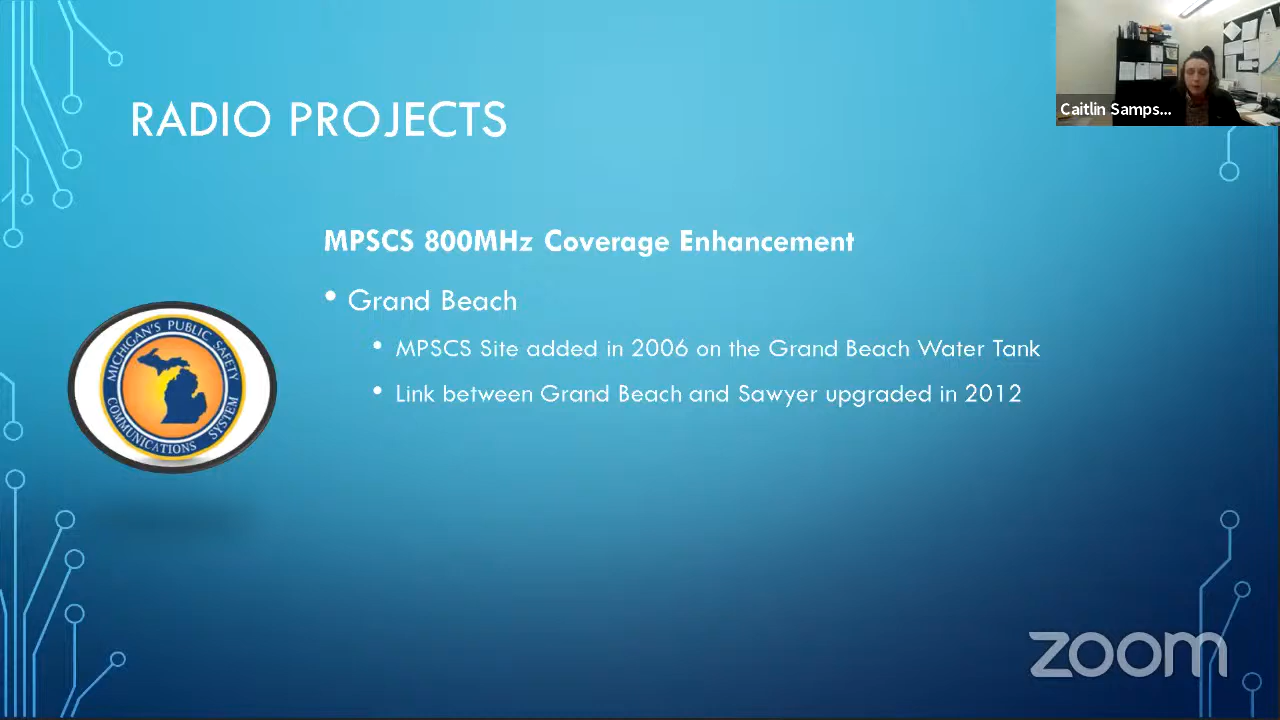 RADIO PROJECTS
Caitlin Samps...
MPSCS 800MHz Coverage Enhancement
• Grand Beach
• MPSCS Site added in 2006 on the Grand Beach Water Tank
• Link between Grand Beach and Sawyer upgraded in 2012
MICHIGAN'S PUBLIC SAFETY
COMMUNICATIONS SYSTEM
zoom